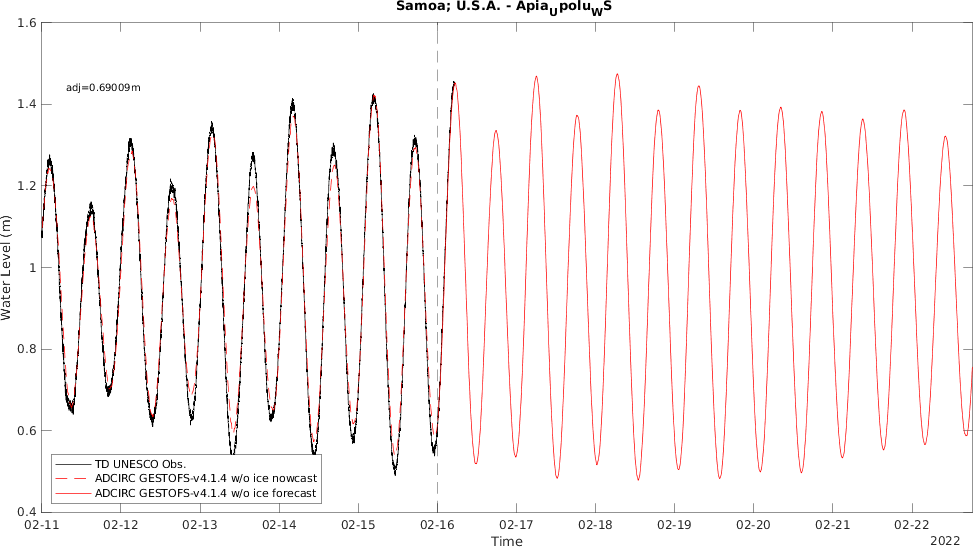 Samoa; U.S.A. - ApiaUpoluWS
1.6
adj=0.69009m
1.4
1.2
1
0.8
0.6
0.4
Water Level (m)
TD UNESCO Obs.
ADCIRC GESTOFS-v4.1.4 w/o ice nowcast
ADCIRC GESTOFS-v4.1.4 w/o ice forecast
02-11 02-12 02-13 02-14 02-15 02-16 02-17 02-18 02-19 02-20 02-21 02-22
Time
2022